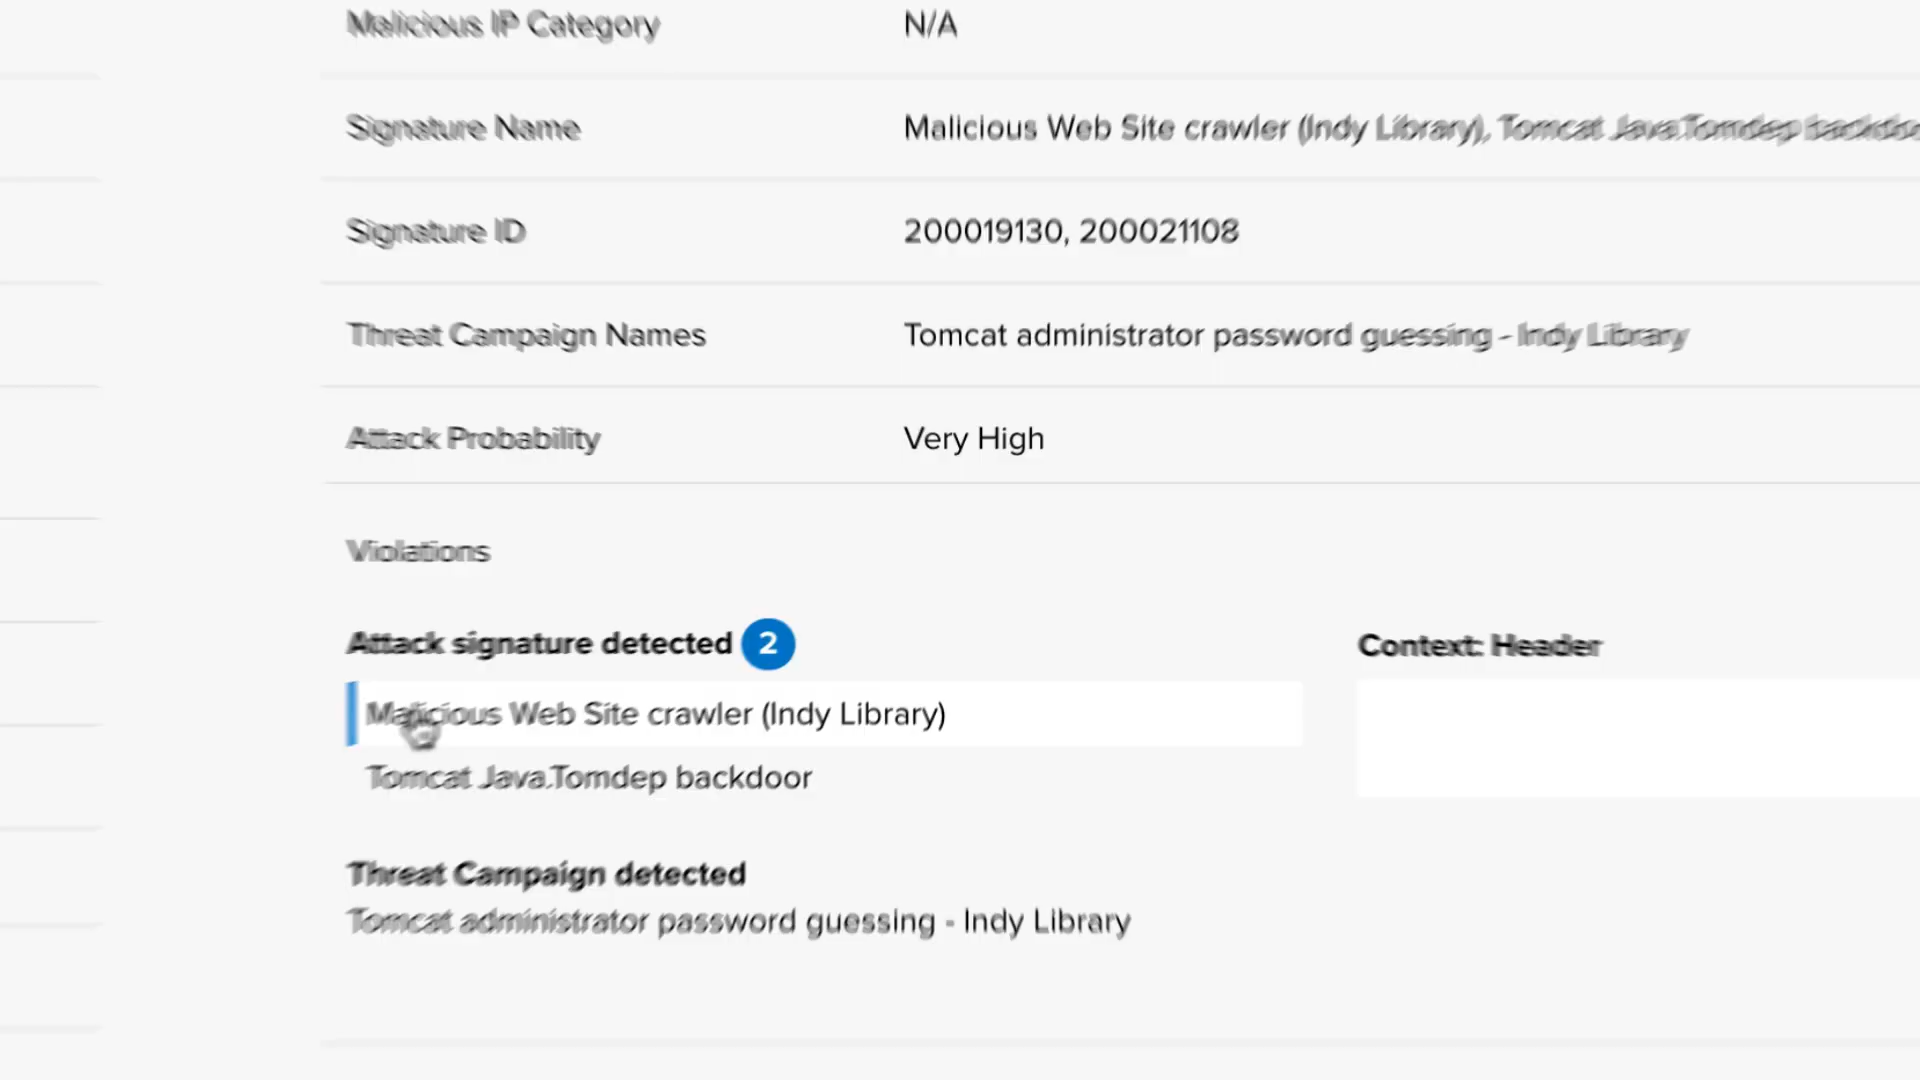 Malicious IP Category N/A
Signature Name Malicious Web Site crawler (Indy Library), Tomcat Java.Tomdep
Signature ID 200019130, 200021108
Threat Campaign Names Tomcat administrator password guessing - Indy Library
Attack Probability Very High
Violations
Attack signature detected 2
Context: Header
Malicious Web Site crawler (Indy Library)
Tomcat Java.Tomdep backdoor
Threat Campaign detected
Tomcat administrator password guessing - Indy Library